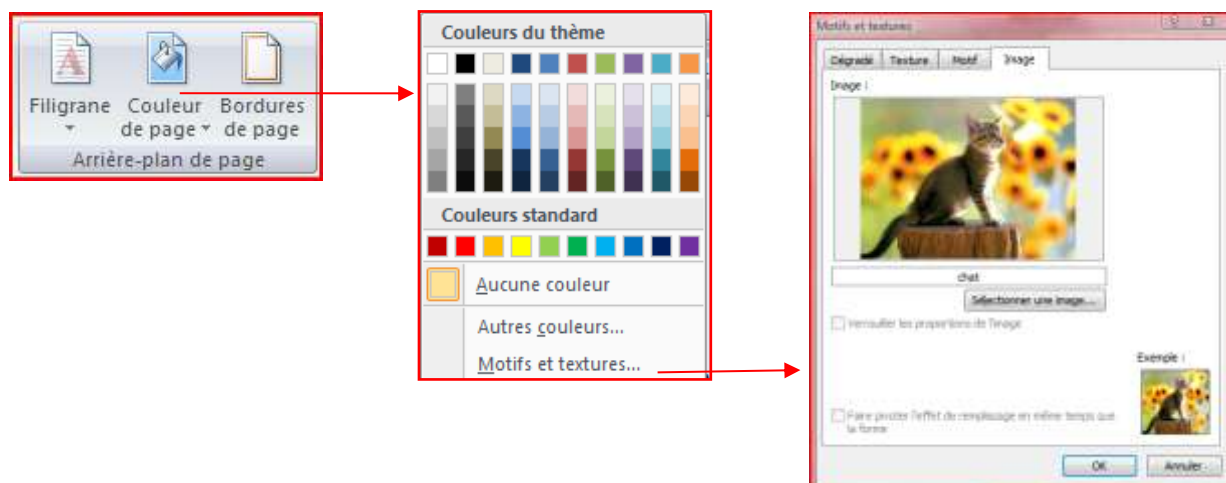 Filigrane Couleur Bordures
de page de page
Arrière-plan de page
Couleurs du thème
Couleurs standard
Aucune couleur
Autres couleurs...
Motifs et textures...
Motifs et textures
Dégradé Texture Motif Image
Image :
chat
Sélectionner une image...
Verrouiller les proportions de l'image
Exemple :
Faire pivoter l'effet de remplissage en même temps que
la forme
OK Annuler